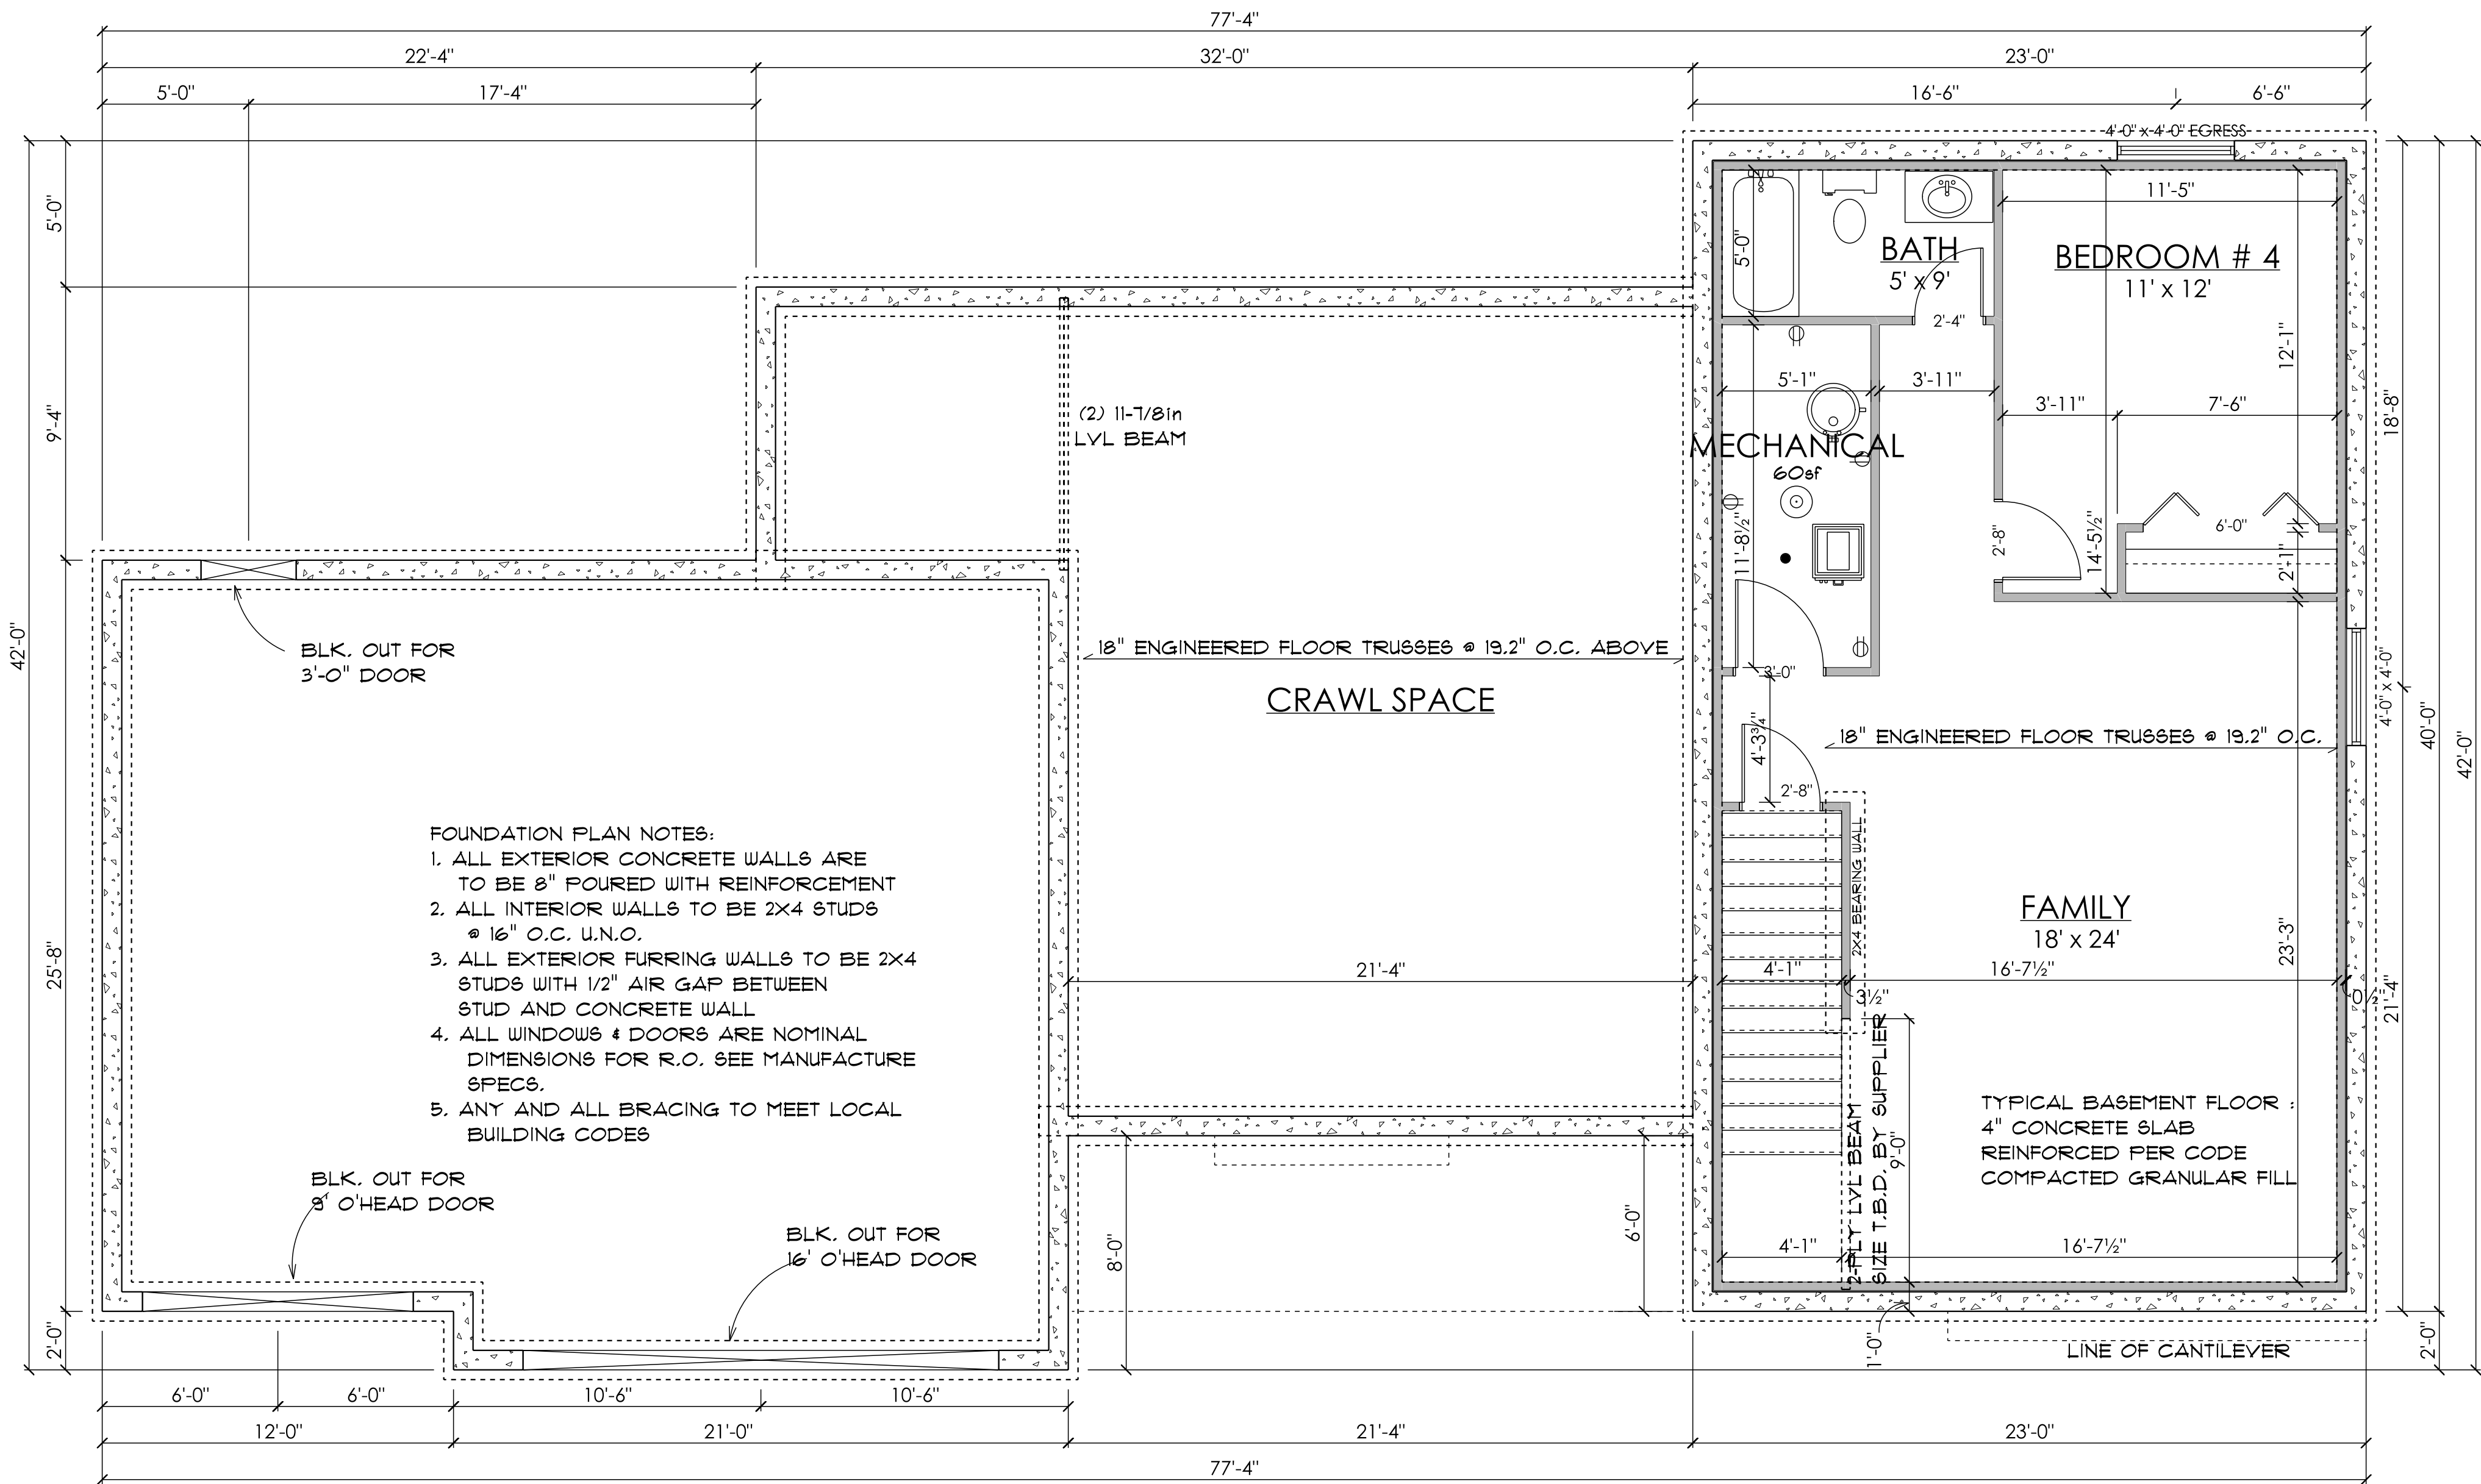 77'-4"
22'-4"
32'-0"
23'-0"
5'-0"
17'-4"
16'-6"
6'-6"
4'-0" x 4'-0" EGRESS
5'-0"
9'-4"
42'-0"
25'-8"
2'-0"
11'-5"
5'-0"
BATH
5' x 9'
BEDROOM # 4
11' x 12'
2'-4"
12'-1"
5'-1"
3'-11"
3'-11"
7'-6"
18'-8"
(2) 11-7/8in
LVL BEAM
MECHANICAL
60sf
11'-8½"
2'-8"
14'-5½"
6'-0"
2'-1"
BLK. OUT FOR
3'-0" DOOR
18" ENGINEERED FLOOR TRUSSES @ 19.2" O.C. ABOVE
CRAWL SPACE
3'-0"
4'-3¾"
2'-8"
18" ENGINEERED FLOOR TRUSSES @ 19.2" O.C.
4'-0" x 4'-0"
40'-0"
42'-0"
FOUNDATION PLAN NOTES:
1. ALL EXTERIOR CONCRETE WALLS ARE
TO BE 8" POURED WITH REINFORCEMENT
2. ALL INTERIOR WALLS TO BE 2X4 STUDS
@ 16" O.C. U.N.O.
3. ALL EXTERIOR FURRING WALLS TO BE 2X4
STUDS WITH 1/2" AIR GAP BETWEEN
STUD AND CONCRETE WALL
4. ALL WINDOWS & DOORS ARE NOMINAL
DIMENSIONS FOR R.O. SEE MANUFACTURE
SPECS.
5. ANY AND ALL BRACING TO MEET LOCAL
BUILDING CODES
2X4 BEARING WALL
FAMILY
18' x 24'
23'-3"
21'-4"
4'-1"
16'-7½"
3½"
0½"
21'-4"
2-PLY LVL BEAM
SIZE T.B.D. BY SUPPLIER
9'-0"
TYPICAL BASEMENT FLOOR :
4" CONCRETE SLAB
REINFORCED PER CODE
COMPACTED GRANULAR FILL
BLK. OUT FOR
9' O'HEAD DOOR
BLK. OUT FOR
16' O'HEAD DOOR
8'-0"
6'-0"
4'-1"
16'-7½"
1'-0"
LINE OF CANTILEVER
2'-0"
6'-0"
6'-0"
10'-6"
10'-6"
12'-0"
21'-0"
21'-4"
23'-0"
77'-4"